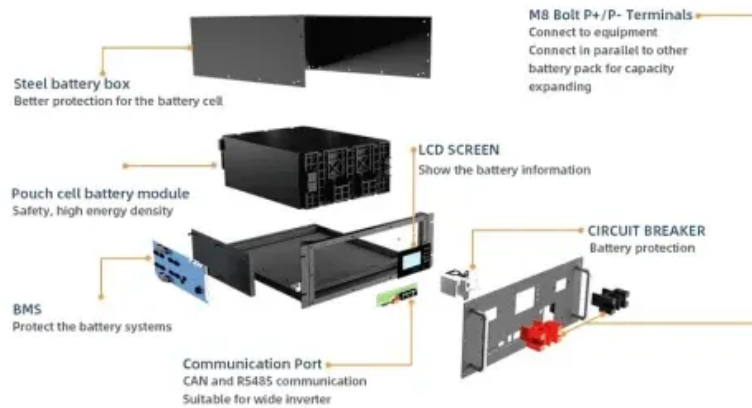 M8 Bolt P+/P- Terminals
Connect to equipment
Connect in parallel to other
battery pack for capacity
expanding
Steel battery box
Better protection for the battery cell
LCD SCREEN
Show the battery information
Pouch cell battery module
Safety, high energy density
CIRCUIT BREAKER
Battery protection
BMS
Protect the battery systems
Communication Port
CAN and RS485 communication
Suitable for wide inverter